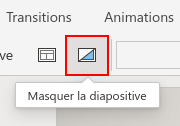 Transitions Animations
ve
Masquer la diapositive